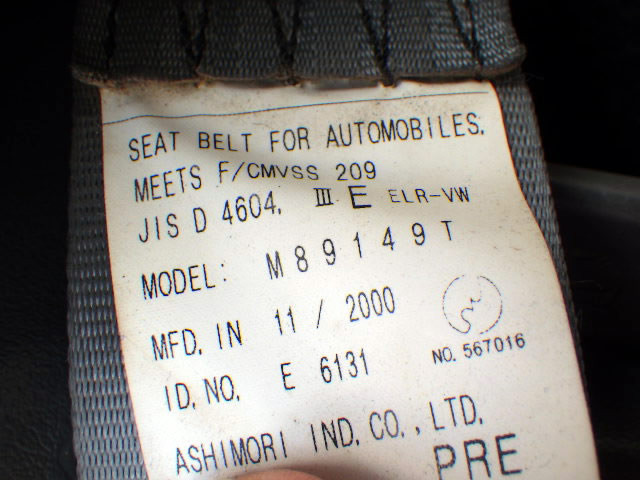 SEAT BELT FOR AUTOMOBILES.
MEETS F/CMVSS 209
JIS D 4604. III E ELR-VW
MODEL: M89149T
MFD. IN 11 / 2000
NO. 567016
ID. NO. E 6131
ASHIMORI IND. CO., LTD.
PRE